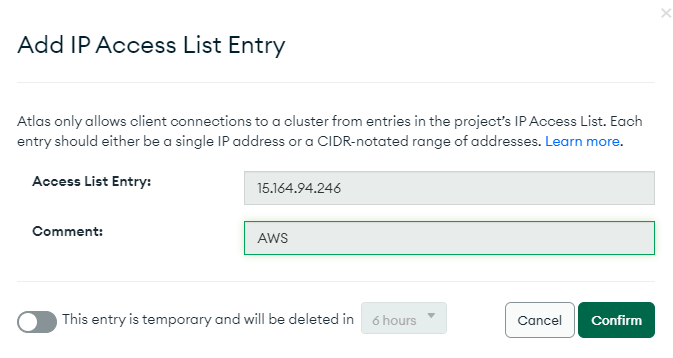 Add IP Access List Entry
Atlas only allows client connections to a cluster from entries in the project's IP Access List. Each
entry should either be a single IP address or a CIDR-notated range of addresses. Learn more.
Access List Entry:
15.164.94.246
Comment:
AWS
This entry is temporary and will be deleted in
6 hours
Cancel
Confirm